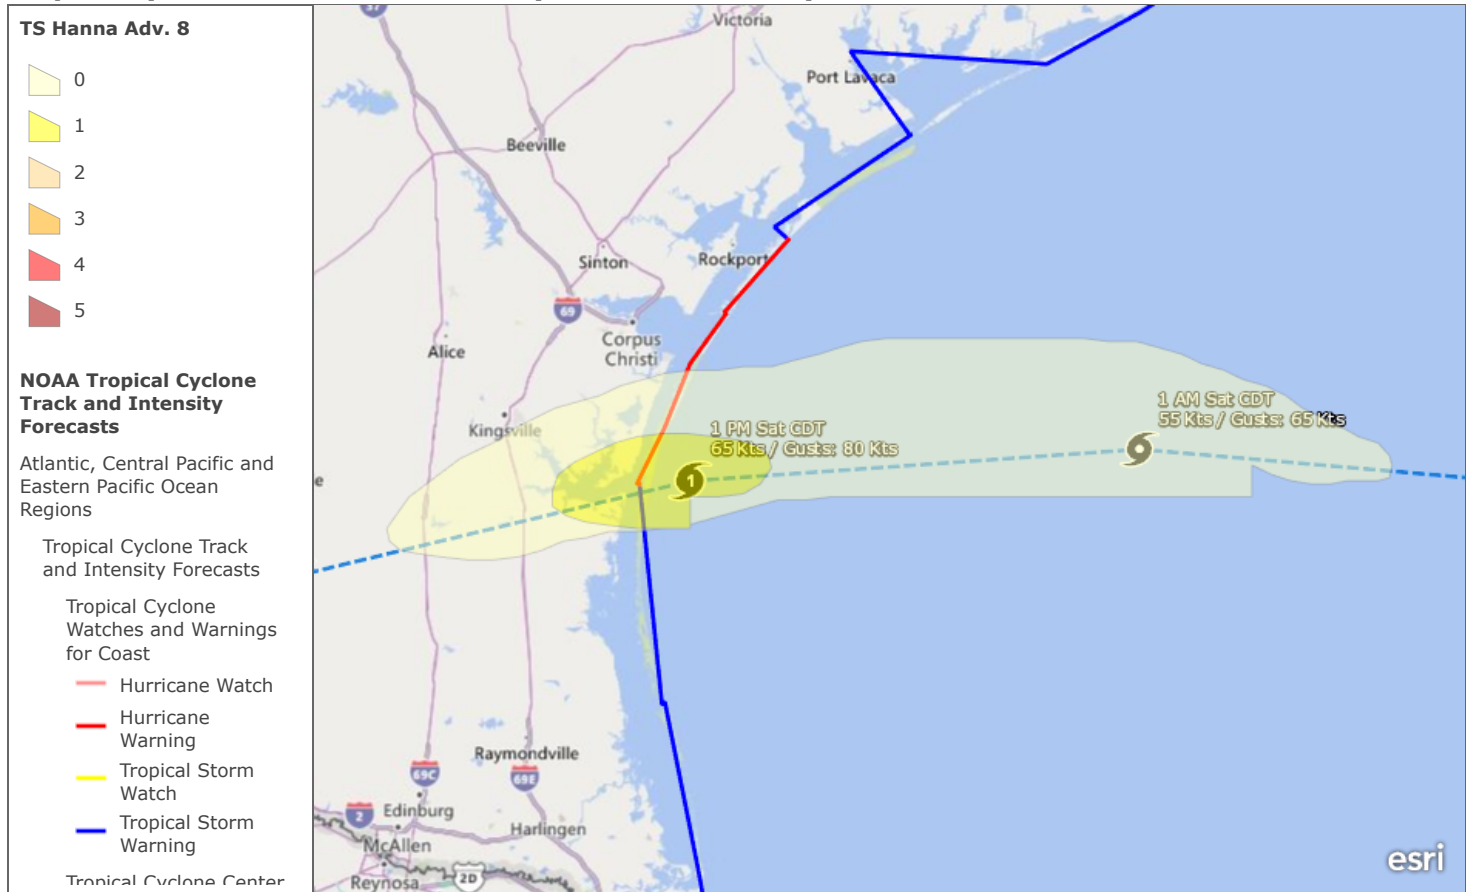 TS Hanna Adv. 8
0
1
2
3
4
5
NOAA Tropical Cyclone
Track and Intensity
Forecasts
Atlantic, Central Pacific and
Eastern Pacific Ocean
Regions
Tropical Cyclone Track
and Intensity Forecasts
Tropical Cyclone
Watches and Warnings
for Coast
Hurricane Watch
Hurricane
Warning
Tropical Storm
Watch
Tropical Storm
Warning
Tropical Cyclone Center
37
Victoria
Port Lavaca
Beeville
Sinton
Rockport
69
Corpus
Christi
Alice
1 AM Sat CDT
55 Kts / Gusts: 65 Kts
Kingsville
1 PM Sat CDT
65 Kts / Gusts: 80 Kts
e
1
Raymondville
69C
69E
2
Edinburg
Harlingen
McAllen
2D
Reynosa
esri